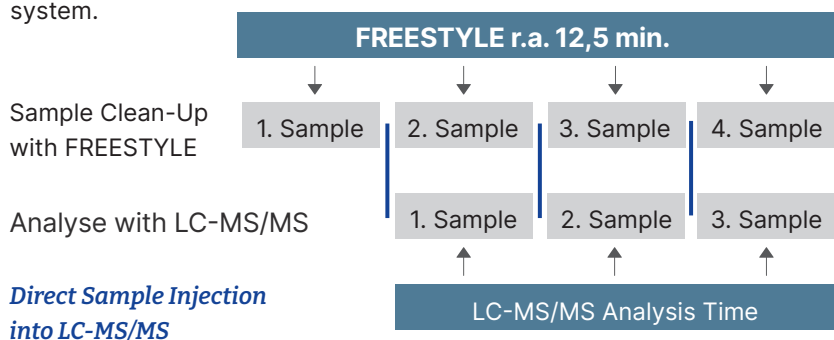 system.
FREESTYLE r.a. 12,5 min.
Sample Clean-Up
with FREESTYLE
1. Sample
2. Sample
3. Sample
4. Sample
Analyse with LC-MS/MS
1. Sample
2. Sample
3. Sample
Direct Sample Injection
into LC-MS/MS
LC-MS/MS Analysis Time